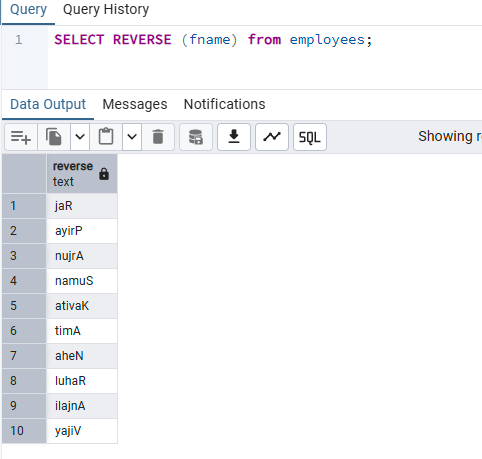 Query Query History
1 SELECT REVERSE (fname) from employees;
Data Output Messages Notifications
SQL Showing r
reverse
text
1 jaR
2 ayirP
3 nujrA
4 namuS
5 ativaK
6 timA
7 aheN
8 luhaR
9 ilajnA
10 yajiV